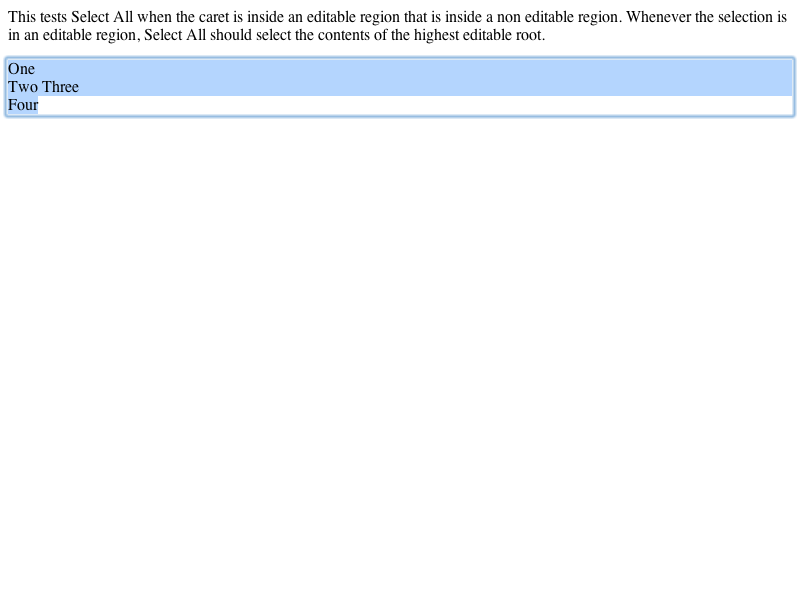 This tests Select All when the caret is inside an editable region that is inside a non editable region. Whenever the selection is
in an editable region, Select All should select the contents of the highest editable root.
One
Two Three
Four